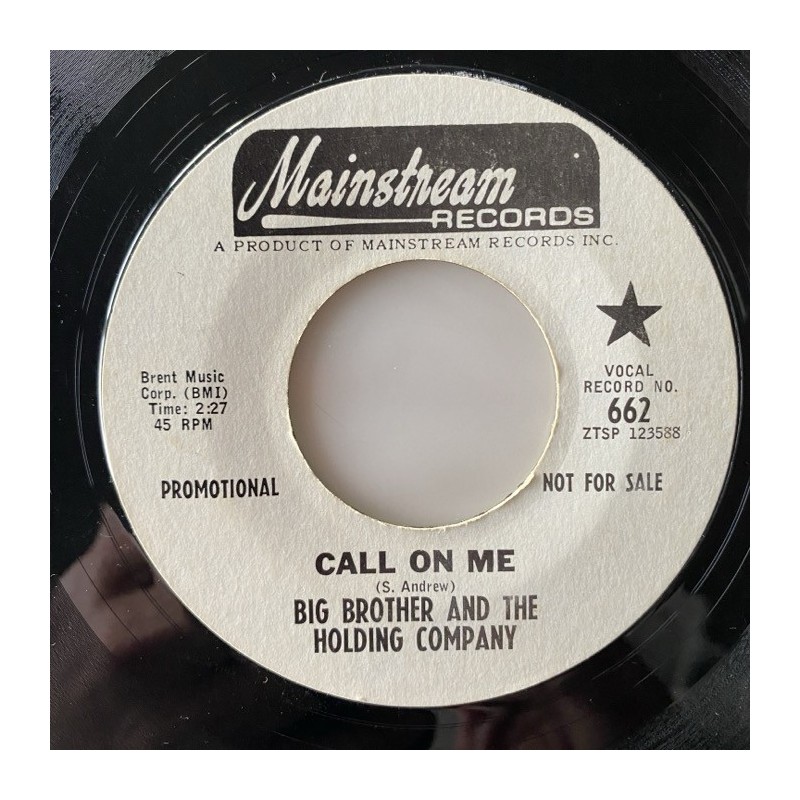 Mainstream
RECORDS
A PRODUCT OF MAINSTREAM RECORDS INC.
Brent Music
Corp. (BMI)
Time: 2:27
45 RPM
VOCAL
RECORD NO.
662
ZTSP 123588
PROMOTIONAL
NOT FOR SALE
CALL ON ME
(S. Andrew)
BIG BROTHER AND THE
HOLDING COMPANY